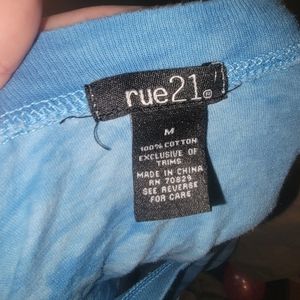 rue21®
M
100% COTTON
EXCLUSIVE OF
TRIMS
MADE IN CHINA
RN 70829
SEE REVERSE
FOR CARE